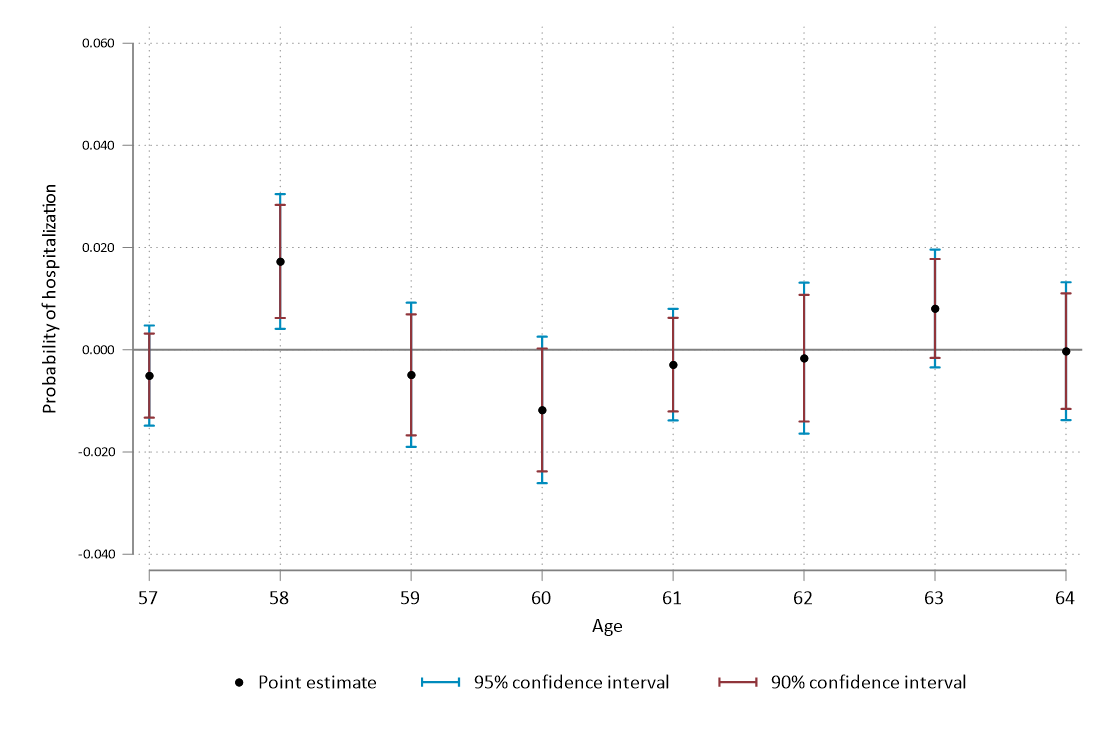 Probability of hospitalization
0.060
0.040
0.020
0.000
-0.020
-0.040
57 58 59 60 61 62 63 64
Age
Point estimate 95% confidence interval 90% confidence interval